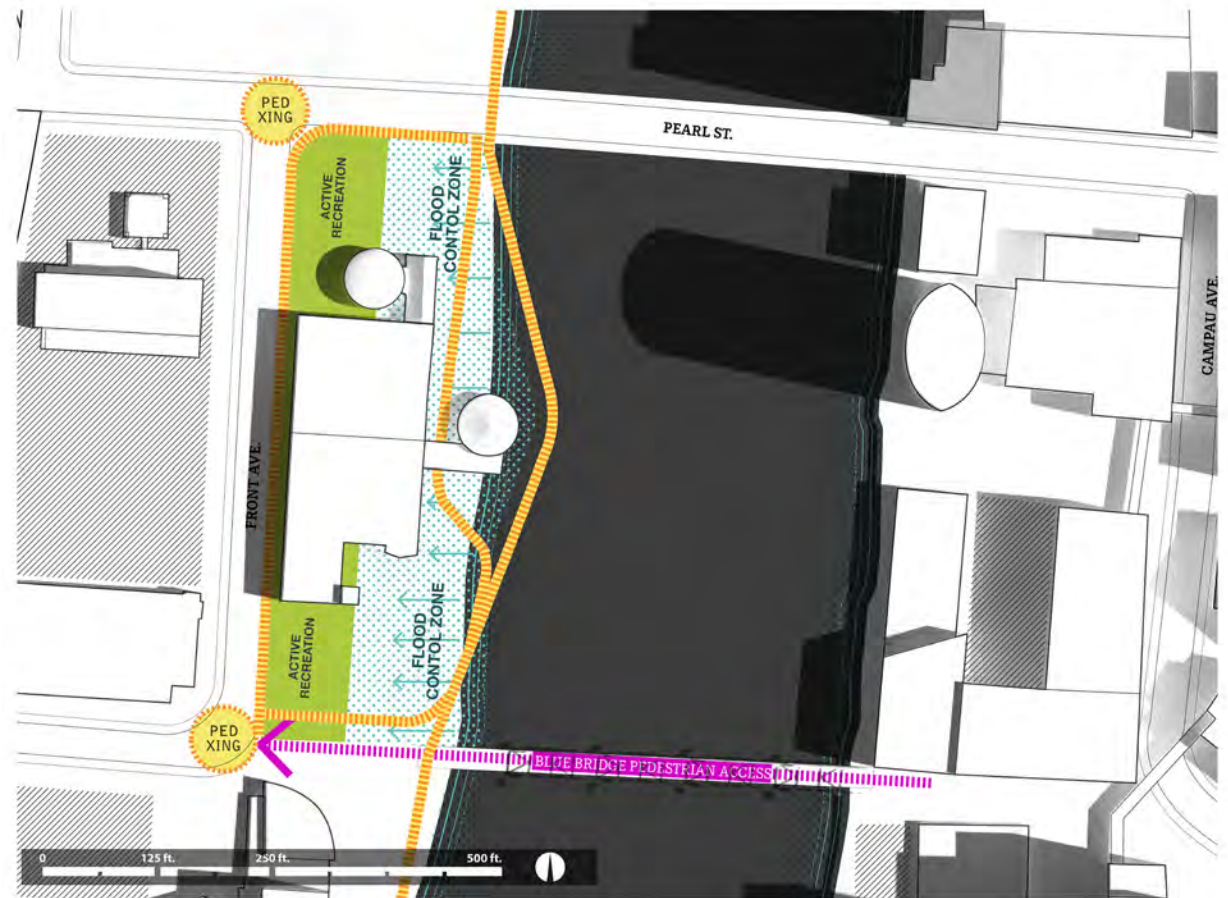 PED
XING
PEARL ST.
ACTIVE
RECREATION
FLOOD
CONTOL ZONE
CAMPAU AVE.
FRONT AVE.
ACTIVE
RECREATION
FLOOD
CONTOL ZONE
PED
XING
BLUE BRIDGE PEDESTRIAN ACCESS
0 125 ft. 250 ft. 500 ft.